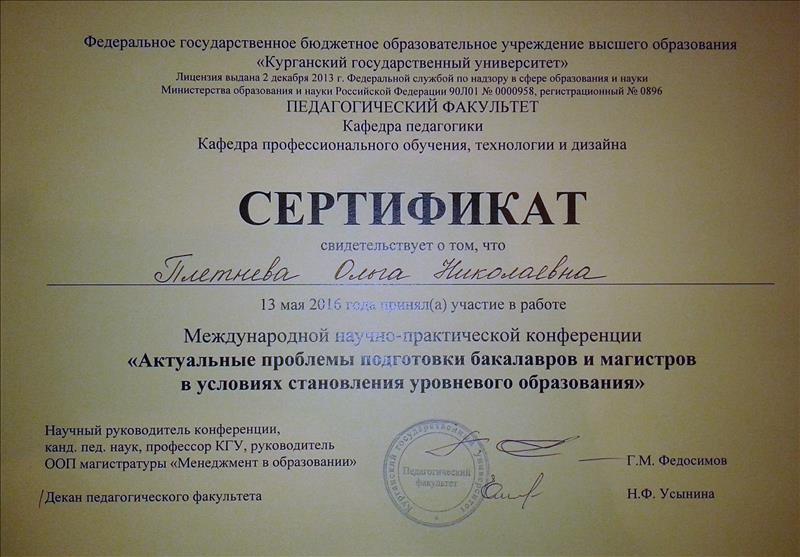 Федеральное государственное бюджетное образовательное учреждение высшего образования
«Курганский государственный университет»
Лицензия выдана 2 декабря 2013 г. Федеральной службой по надзору в сфере образования и науки
Министерства образования и науки Российской Федерации 90Л01 № 0000958, регистрационный № 0896
ПЕДАГОГИЧЕСКИЙ ФАКУЛЬТЕТ
Кафедра педагогики
Кафедра профессионального обучения, технологии и дизайна
СЕРТИФИКАТ
свидетельствует о том, что
Плетнева Ольга Николаевна
13 мая 2016 года принял(а) участие в работе
Международной научно-практической конференции
«Актуальные проблемы подготовки бакалавров и магистров
в условиях становления уровневого образования»
Научный руководитель конференции,
канд. пед. наук, профессор КГУ, руководитель
ООП магистратуры «Менеджмент в образовании»
Г.М. Федосимов
Декан педагогического факультета
Н.Ф. Усынина
Курганский государственный университет
Педагогический
факультет